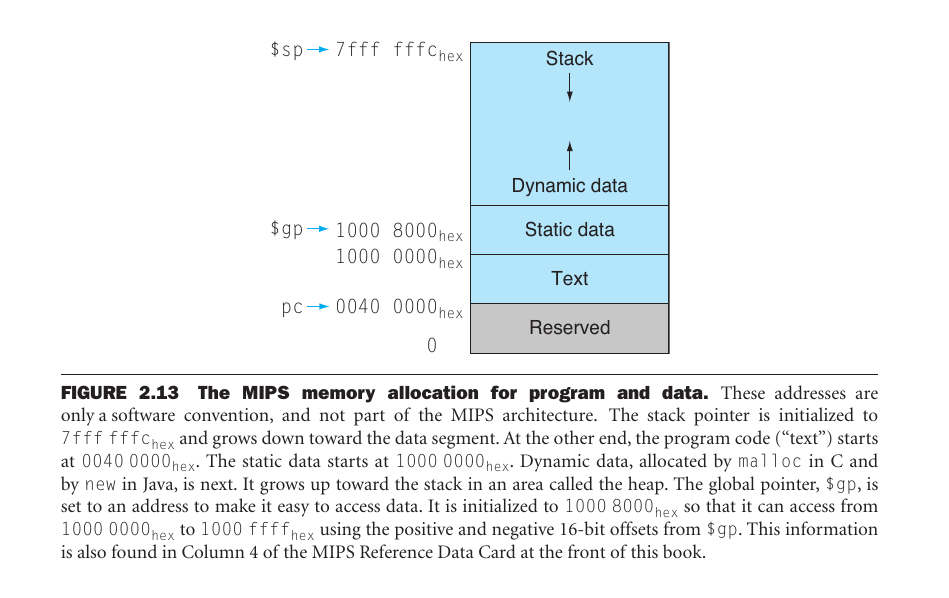 $sp 7fff fffc hex
Stack
Dynamic data
$gp 1000 8000 hex
Static data
1000 0000 hex
Text
pc 0040 0000 hex
Reserved
0
FIGURE 2.13 The MIPS memory allocation for program and data. These addresses are
only a software convention, and not part of the MIPS architecture. The stack pointer is initialized to
7fff fffc hex and grows down toward the data segment. At the other end, the program code (“text”) starts
at 0040 0000 hex. The static data starts at 1000 0000 hex. Dynamic data, allocated by malloc in C and
by new in Java, is next. It grows up toward the stack in an area called the heap. The global pointer, $gp, is
set to an address to make it easy to access data. It is initialized to 1000 8000 hex so that it can access from
1000 0000 hex to 1000 ffff hex using the positive and negative 16-bit offsets from $gp. This information
is also found in Column 4 of the MIPS Reference Data Card at the front of this book.